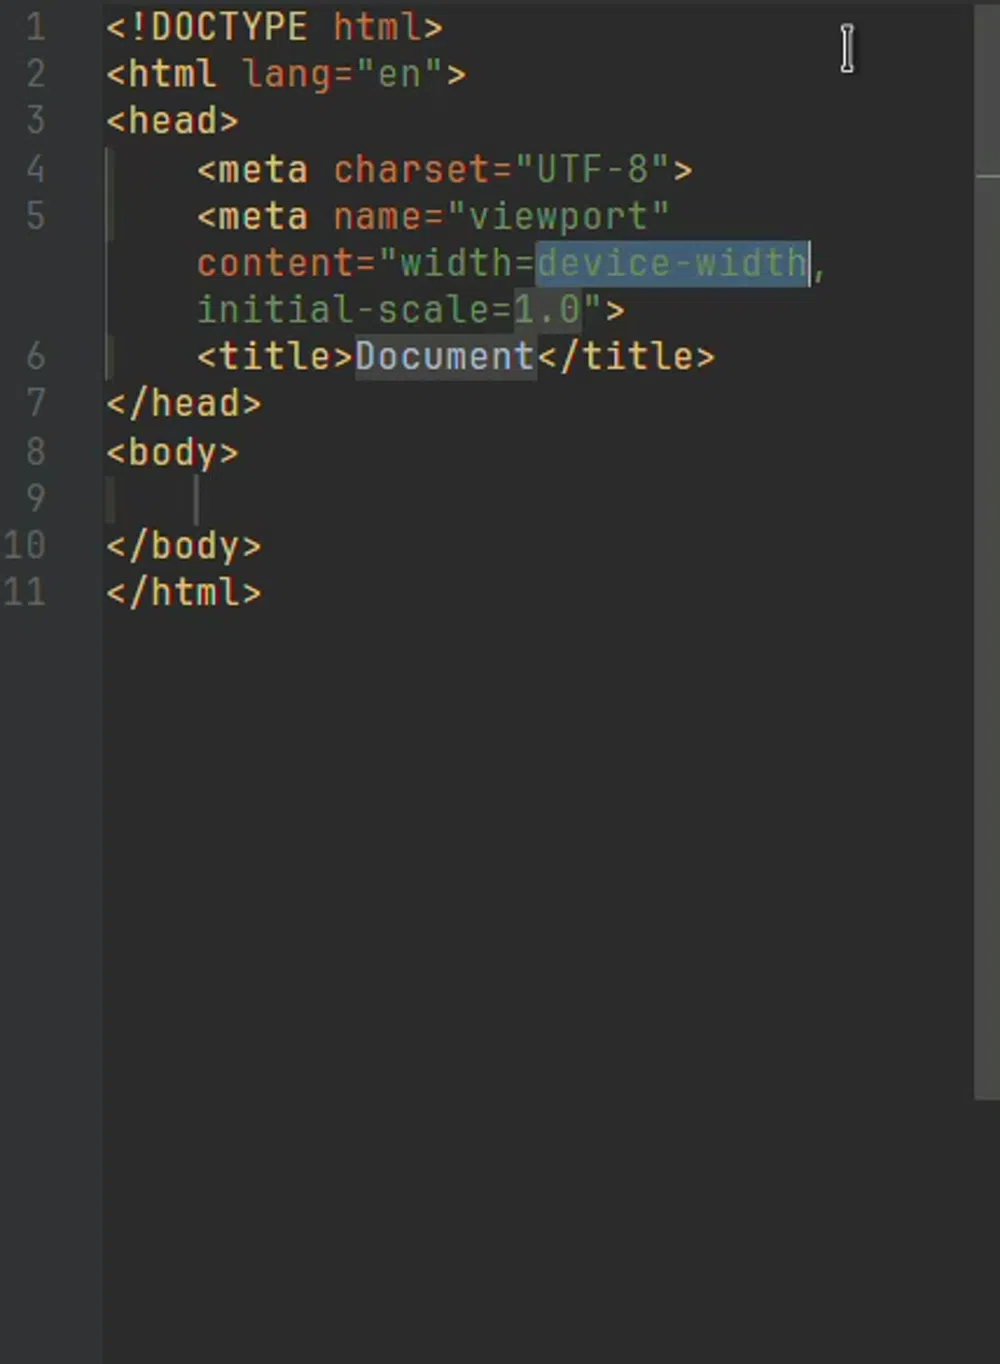 1 <!DOCTYPE html>
2 <html lang="en">
3 <head>
4     <meta charset="UTF-8">
5     <meta name="viewport"
    content="width=device-width,
    initial-scale=1.0">
6     <title>Document</title>
7 </head>
8 <body>
9
10 </body>
11 </html>